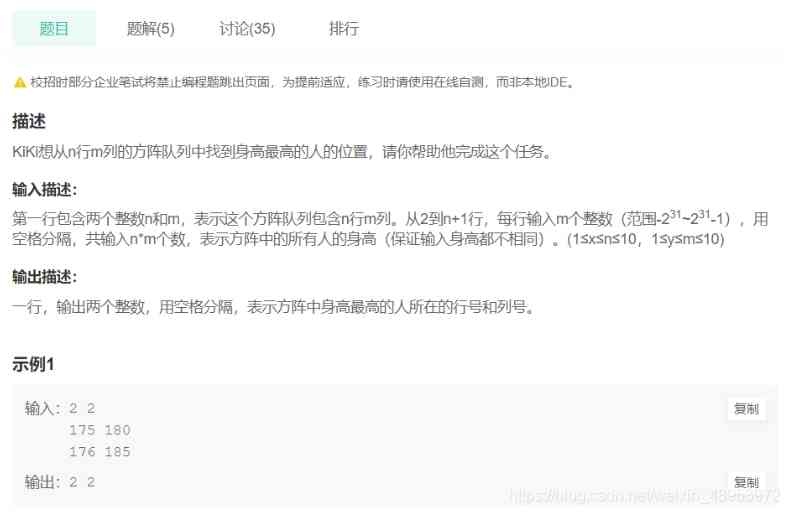 题目 题解(5) 讨论(35) 排行
校招时部分企业笔试将禁止编程题跳出页面，为提前适应，练习时请使用在线自测，而非本地IDE。
描述
KiKi想从n行m列的方阵队列中找到身高最高的人的位置，请你帮助他完成这个任务。
输入描述：
第一行包含两个整数n和m，表示这个方阵队列包含n行m列。从2到n+1行，每行输入m个整数（范围-2³¹~2³¹-1），用
空格分隔，共输入n*m个数，表示方阵中的所有人的身高（保证输入身高都不相同）。(1≤x≤n≤10，1≤y≤m≤10)
输出描述：
一行，输出两个整数，用空格分隔，表示方阵中身高最高的人所在的行号和列号。
示例1
输入：2 2 复制
175 180
176 185
输出：2 2 复制